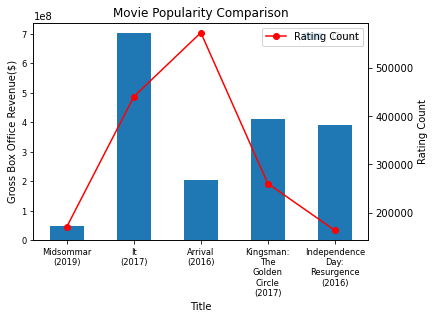 Movie Popularity Comparison
1e8
Rating Count
7
6
5
4
3
2
1
0
Gross Box Office Revenue($)
500000
400000
300000
200000
Rating Count
Midsommar
(2019)
It
(2017)
Arrival
(2016)
Kingsman:
The
Golden
Circle
(2017)
Independence
Day:
Resurgence
(2016)
Title